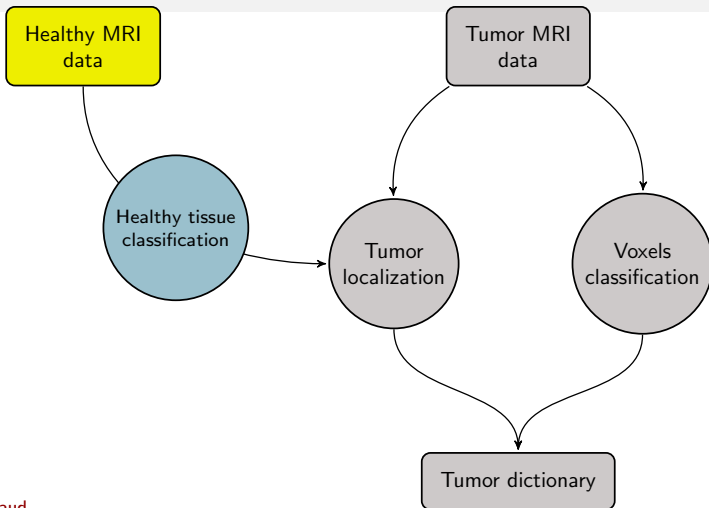 Healthy MRI
data
Tumor MRI
data
Healthy tissue
classification
Tumor
localization
Voxels
classification
Tumor dictionary